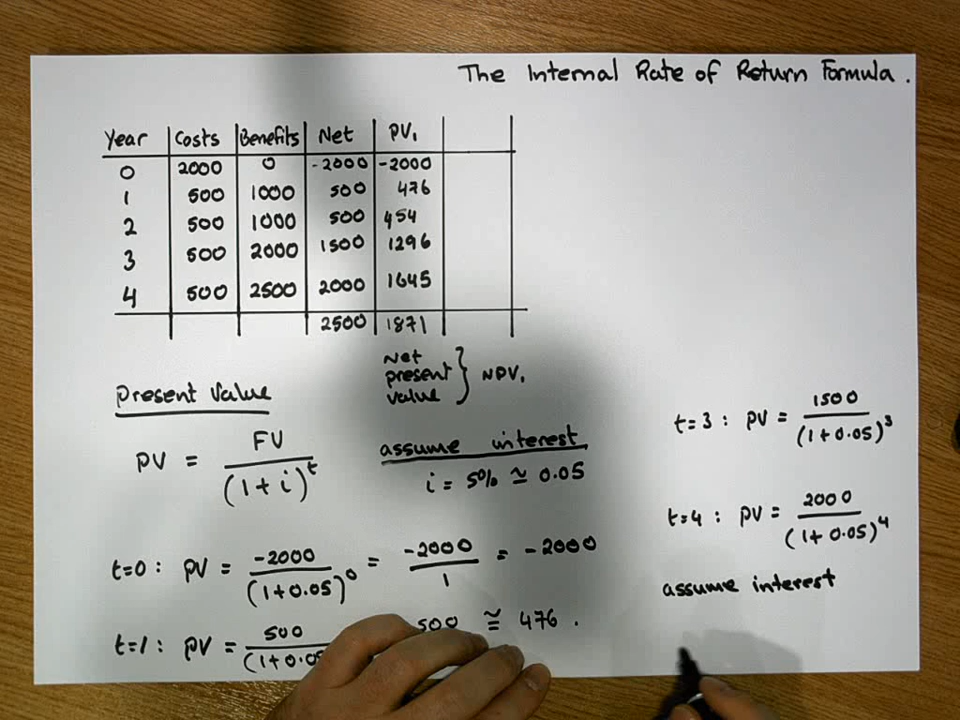 The Internal Rate of Return Formula.
Year Costs Benefits Net PV₁
0 2000 0 -2000 -2000
1 500 1000 500 476
2 500 1000 500 454
3 500 2000 1500 1296
4 500 2500 2000 1645
2500 1871
Net present value } NPV₁
Present Value
PV = FV / (1+i)^t
assume interest
i = 5% ≅ 0.05
t=0 : PV = -2000 / (1+0.05)^0 = -2000 / 1 = -2000
t=1 : PV = 500 / (1+0.05 500 ≅ 476.
t=3 : PV = 1500 / (1+0.05)^3
t=4 : PV = 2000 / (1+0.05)^4
assume interest